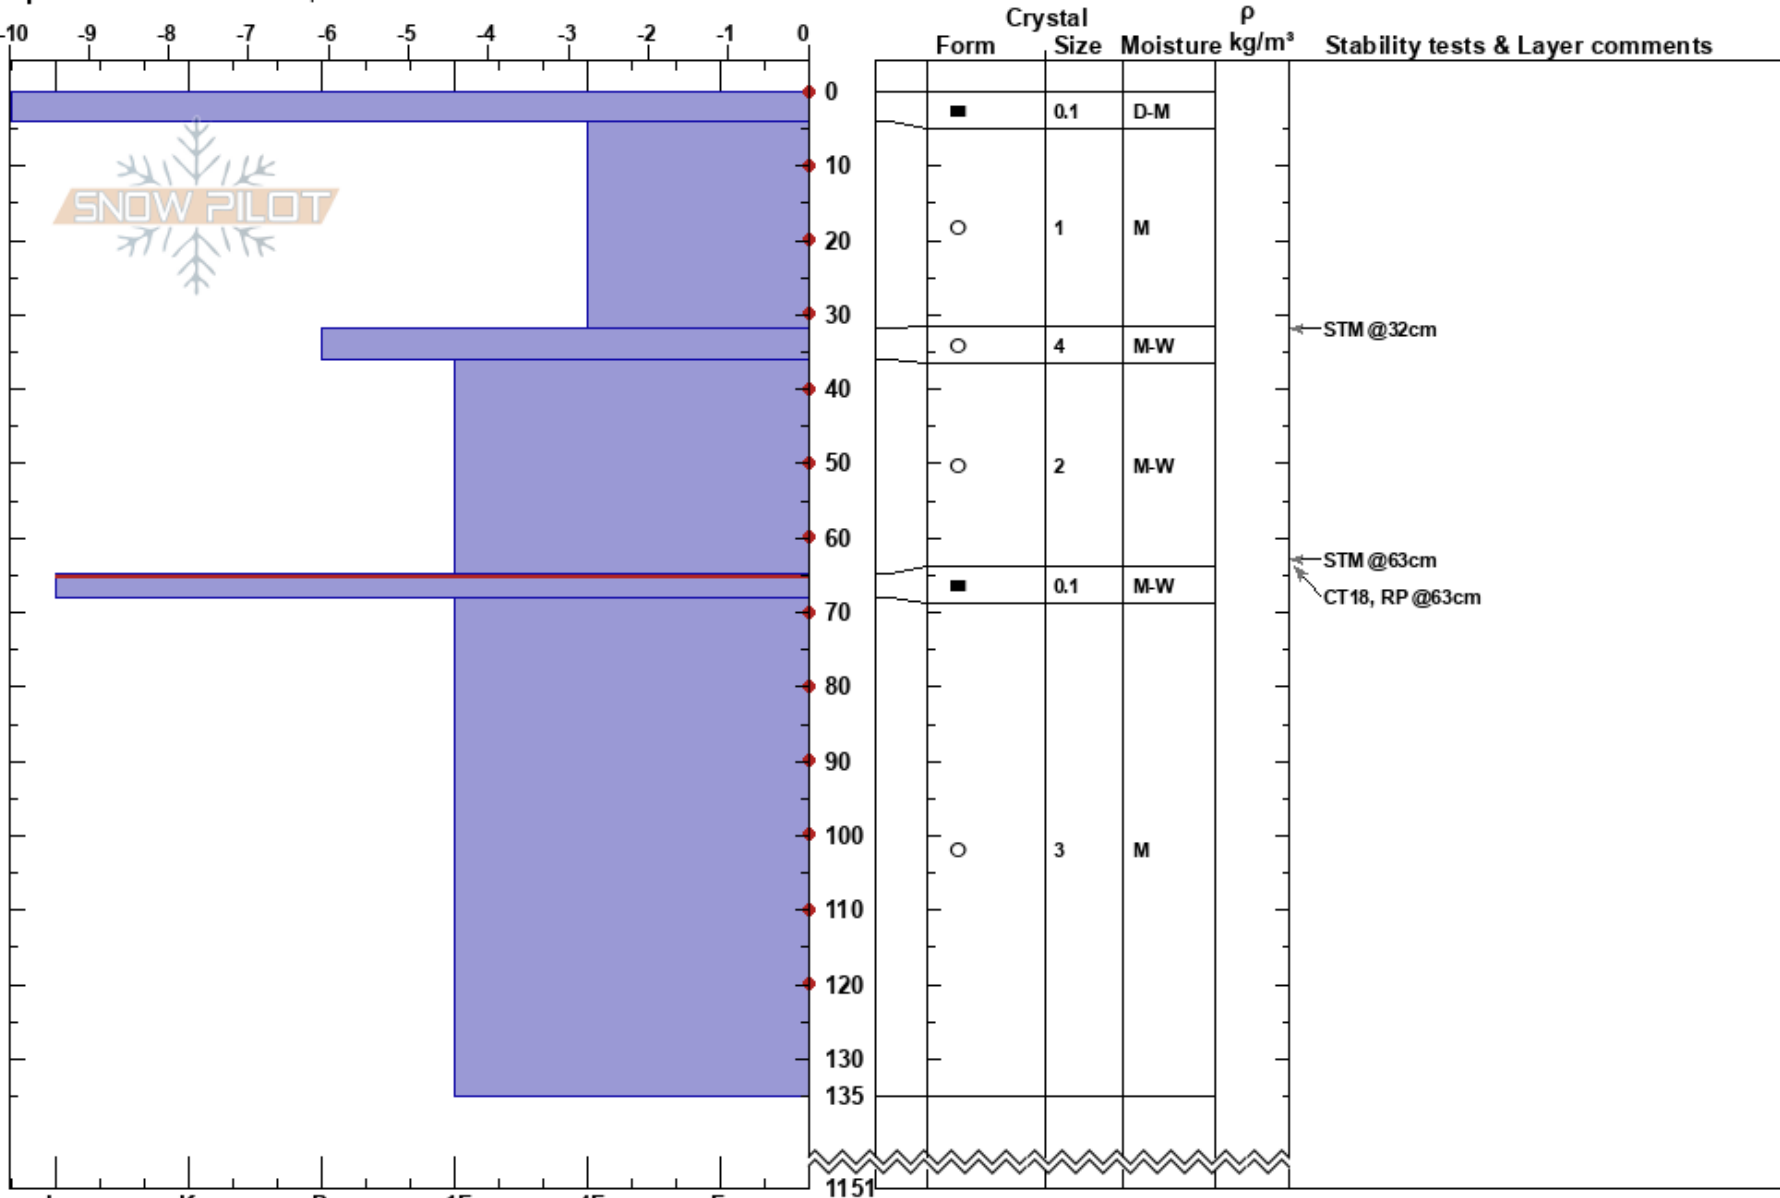 Crystal ρ
-10 -9 -8 -7 -6 -5 -4 -3 -2 -1 0 Form Size Moisture kg/m³ Stability tests & Layer comments
0
0.1 D-M
10
SNOW PILOT
1 M
20
30
STM @32cm
4 M-W
40
50
2 M-W
60
STM @63cm
0.1 M-W
CT18, RP @63cm
70
80
90
100
3 M
110
120
130
135
1151